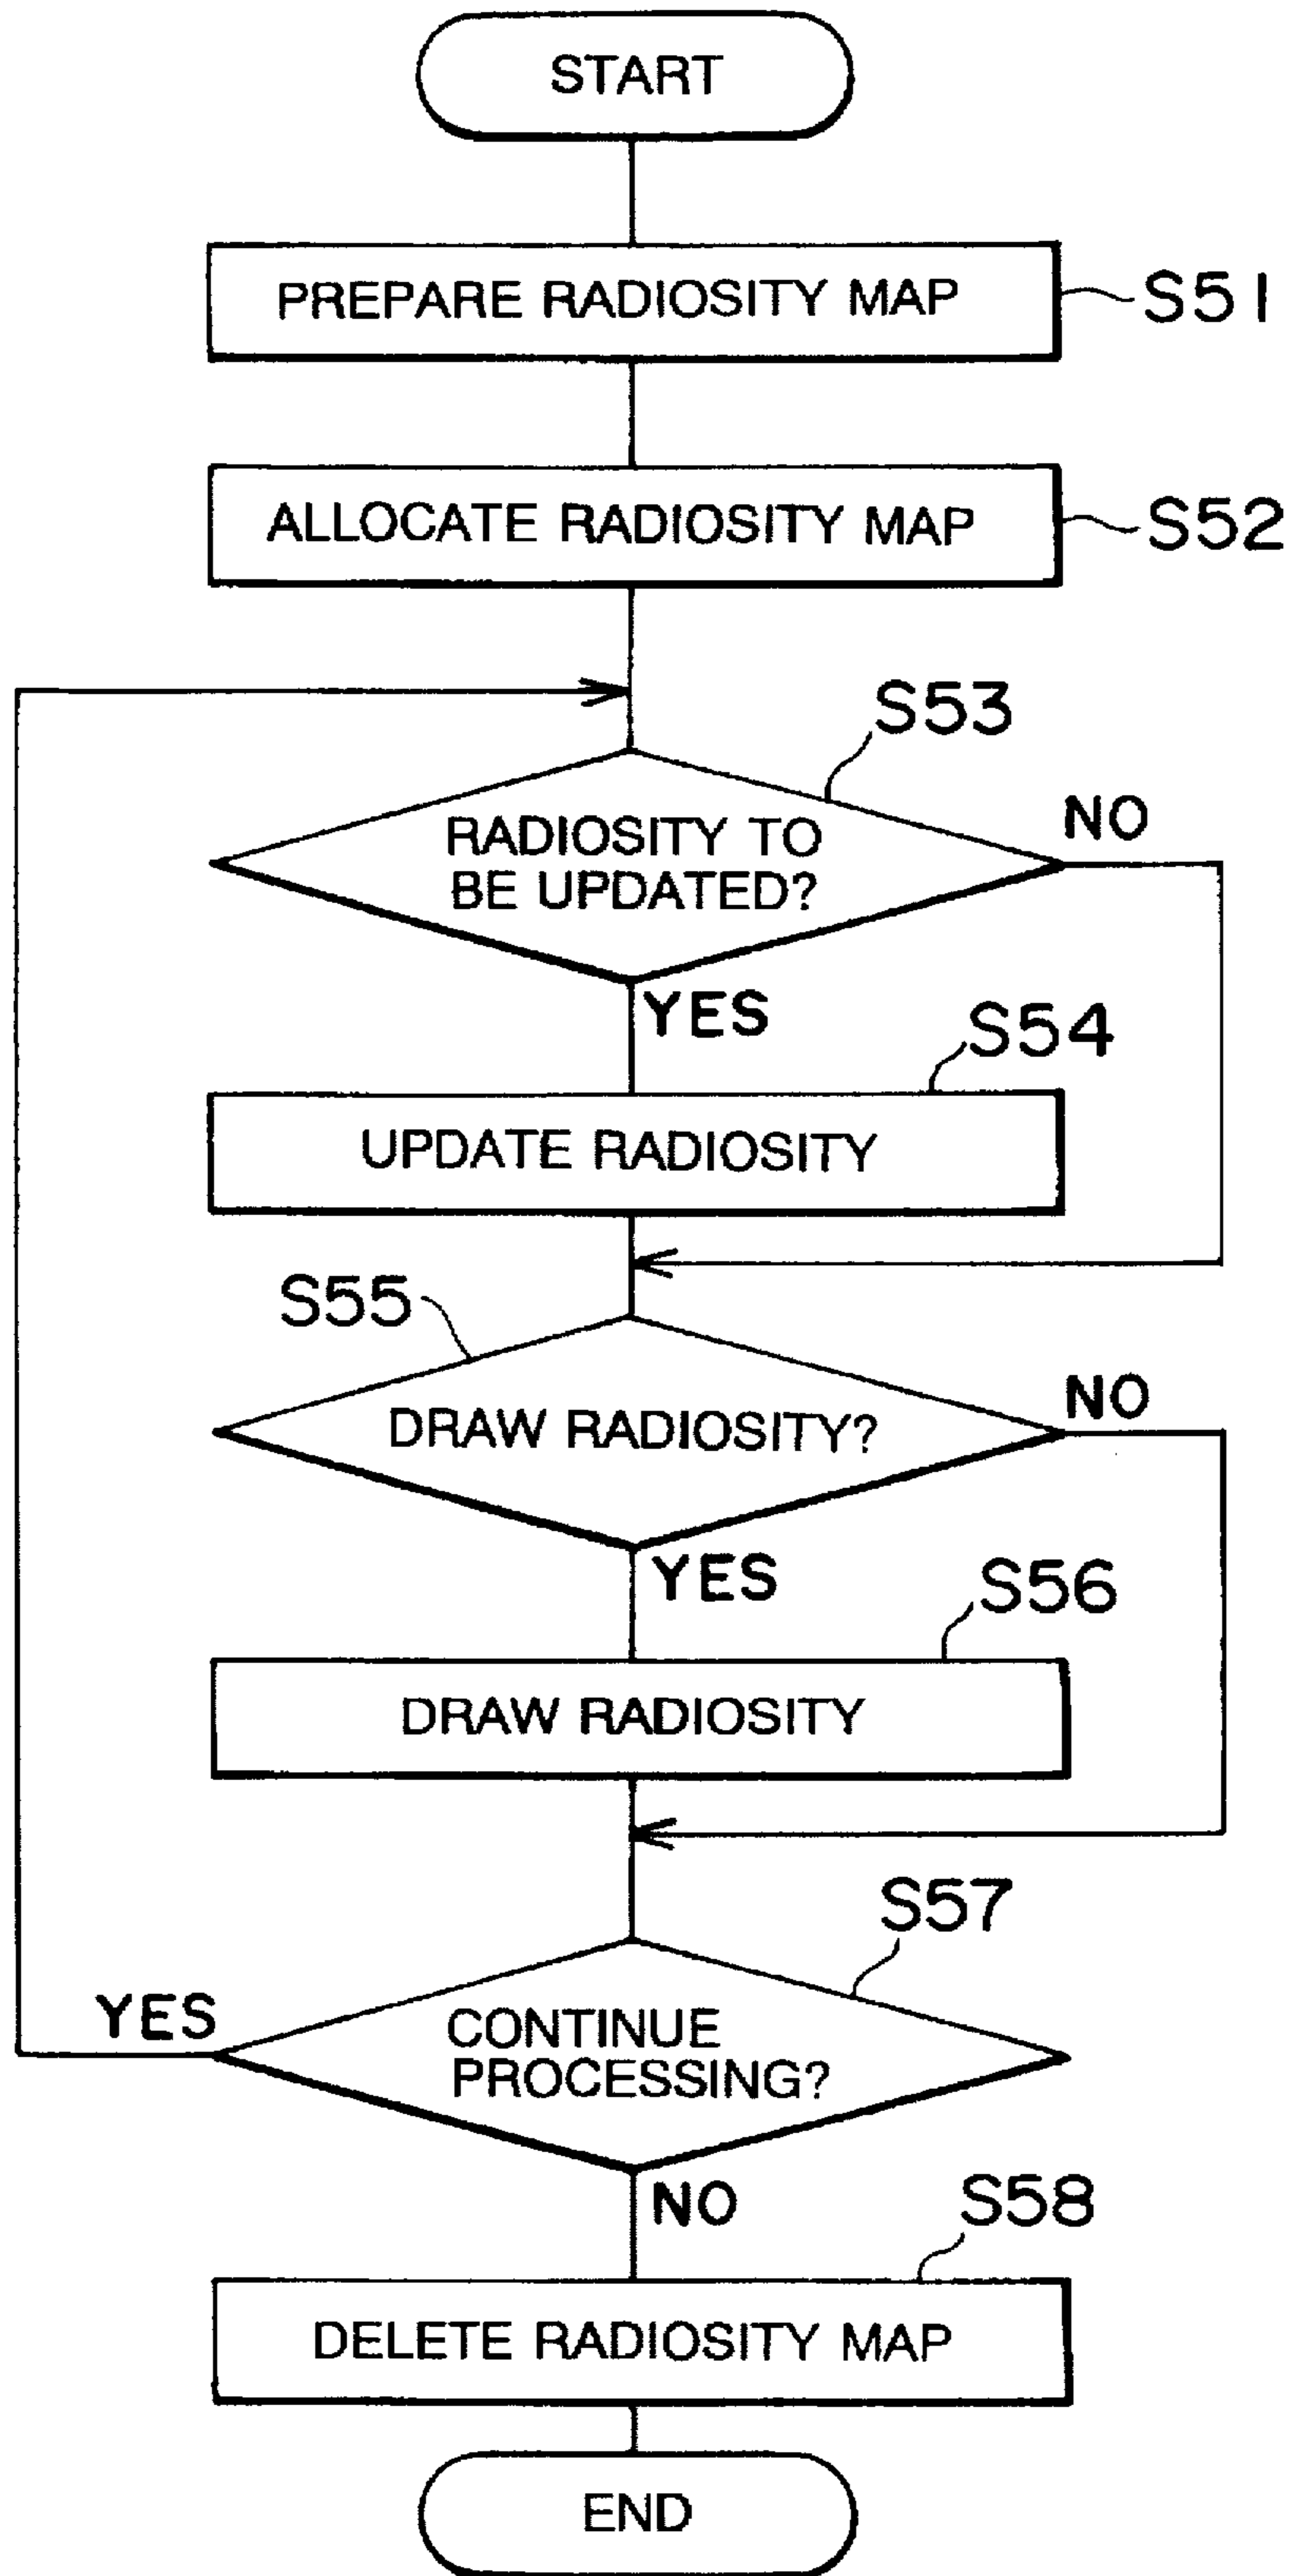 START
PREPARE RADIOSITY MAP
S51
ALLOCATE RADIOSITY MAP
S52
S53
RADIOSITY TO
BE UPDATED?
NO
YES
S54
UPDATE RADIOSITY
S55
DRAW RADIOSITY?
NO
YES
S56
DRAW RADIOSITY
S57
CONTINUE
PROCESSING?
YES
NO
S58
DELETE RADIOSITY MAP
END